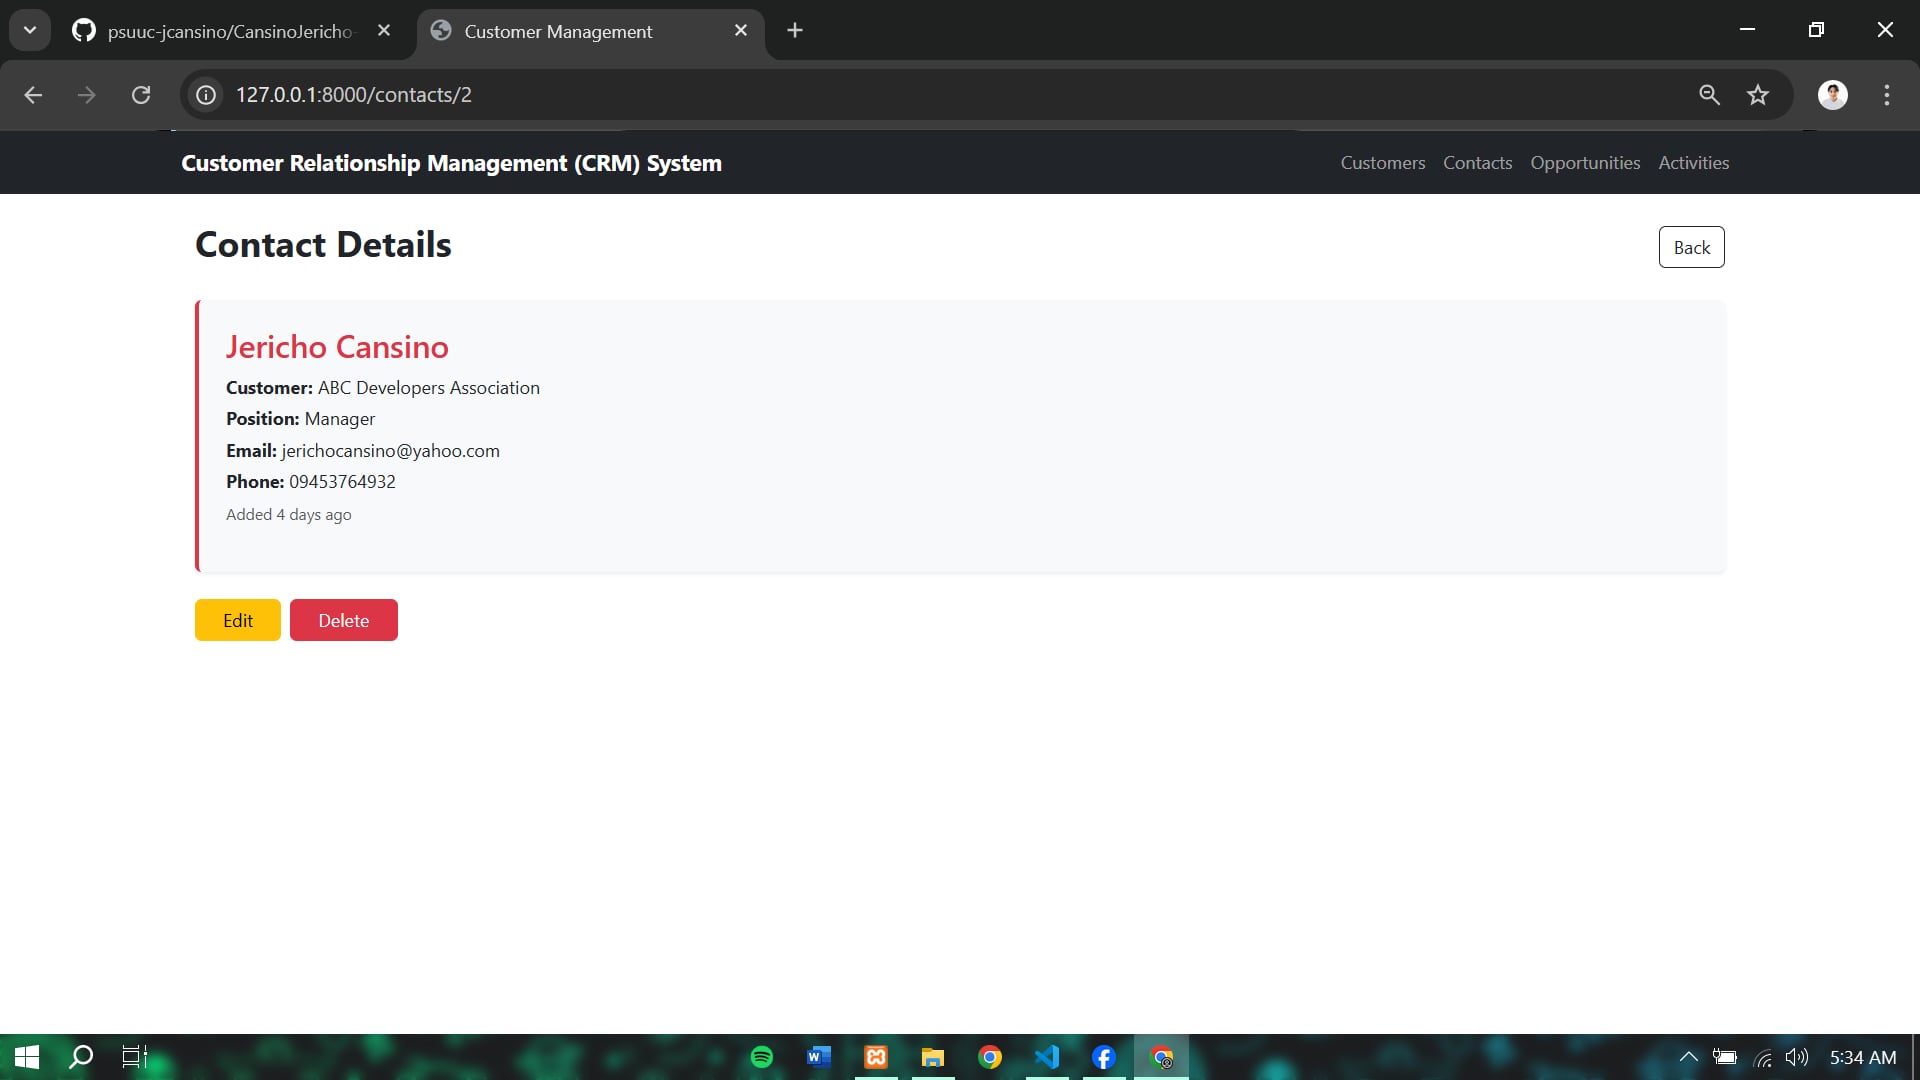 psuuc-jcansino/CansinoJericho-
Customer Management
127.0.0.1:8000/contacts/2
Customer Relationship Management (CRM) System
Customers Contacts Opportunities Activities
Contact Details
Back
Jericho Cansino
Customer: ABC Developers Association
Position: Manager
Email: jerichocansino@yahoo.com
Phone: 09453764932
Added 4 days ago
Edit Delete
5:34 AM